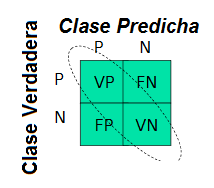 Clase Predicha
P N
Clase Verdadera
P VP FN
N FP VN